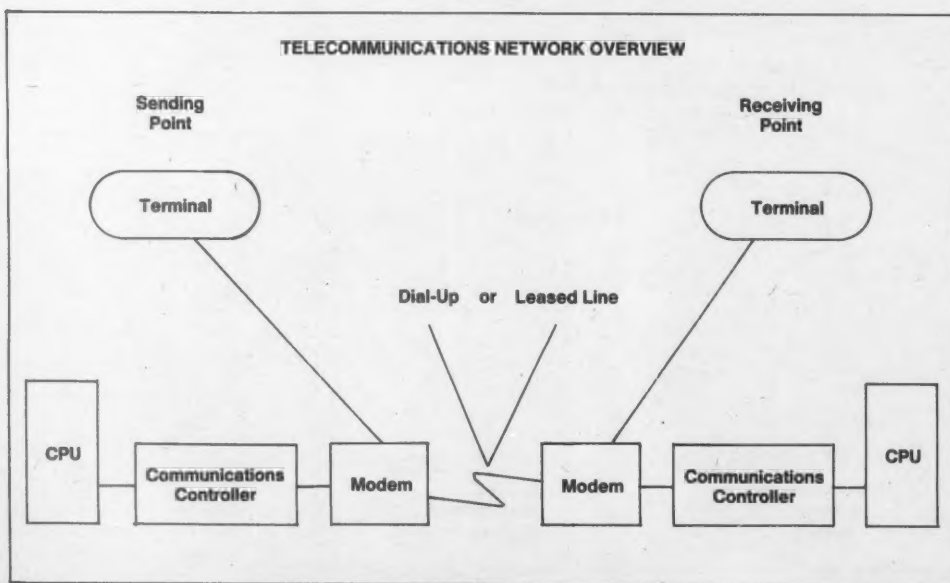 TELECOMMUNICATIONS NETWORK OVERVIEW
Sending
Point
Receiving
Point
Terminal
Terminal
Dial-Up or Leased Line
CPU
Communications
Controller
Modem
Modem
Communications
Controller
CPU